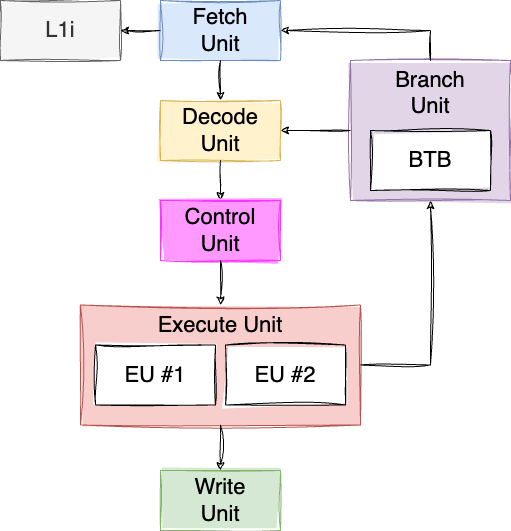 L1i
Fetch
Unit
Branch
Unit
Decode
Unit
BTB
Control
Unit
Execute Unit
EU #1
EU #2
Write
Unit